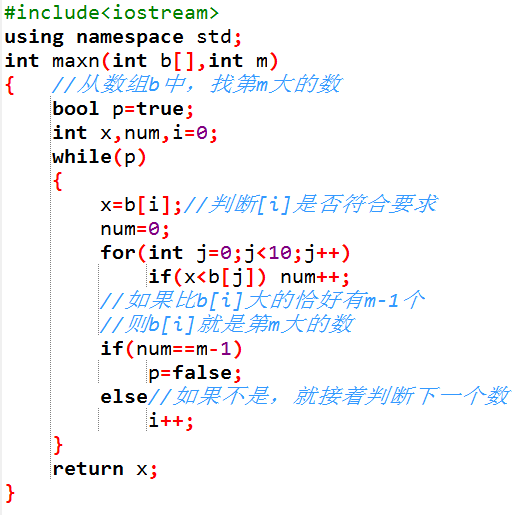 #include<iostream>
using namespace std;
int maxn(int b[],int m)
{   //从数组b中，找第m大的数
    bool p=true;
    int x,num,i=0;
    while(p)
    {
        x=b[i];//判断[i]是否符合要求
        num=0;
        for(int j=0;j<10;j++)
            if(x<b[j]) num++;
        //如果比b[i]大的恰好有m-1个
        //则b[i]就是第m大的数
        if(num==m-1)
            p=false;
        else//如果不是，就接着判断下一个数
            i++;
    }
    return x;
}